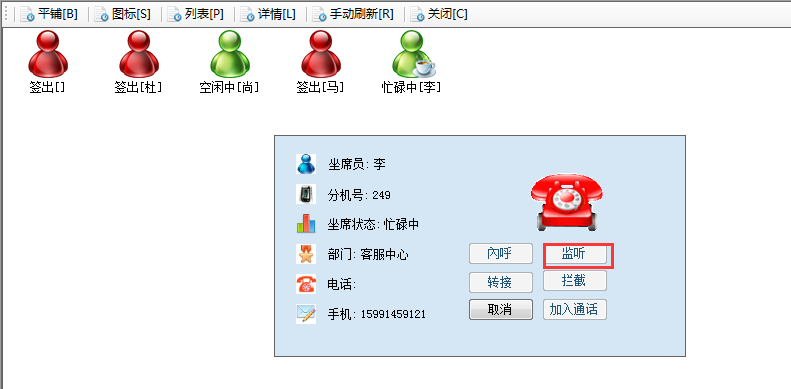 平铺[B] 图标[S] 列表[P] 详情[L] 手动刷新[R] 关闭[C]
签出[] 签出[杜] 空闲中[尚] 签出[马] 忙碌中[李]
坐席员: 李
分机号: 249
坐席状态: 忙碌中
部门: 客服中心
电话:
手机: 15991459121
內呼 监听
转接 拦截
取消 加入通话